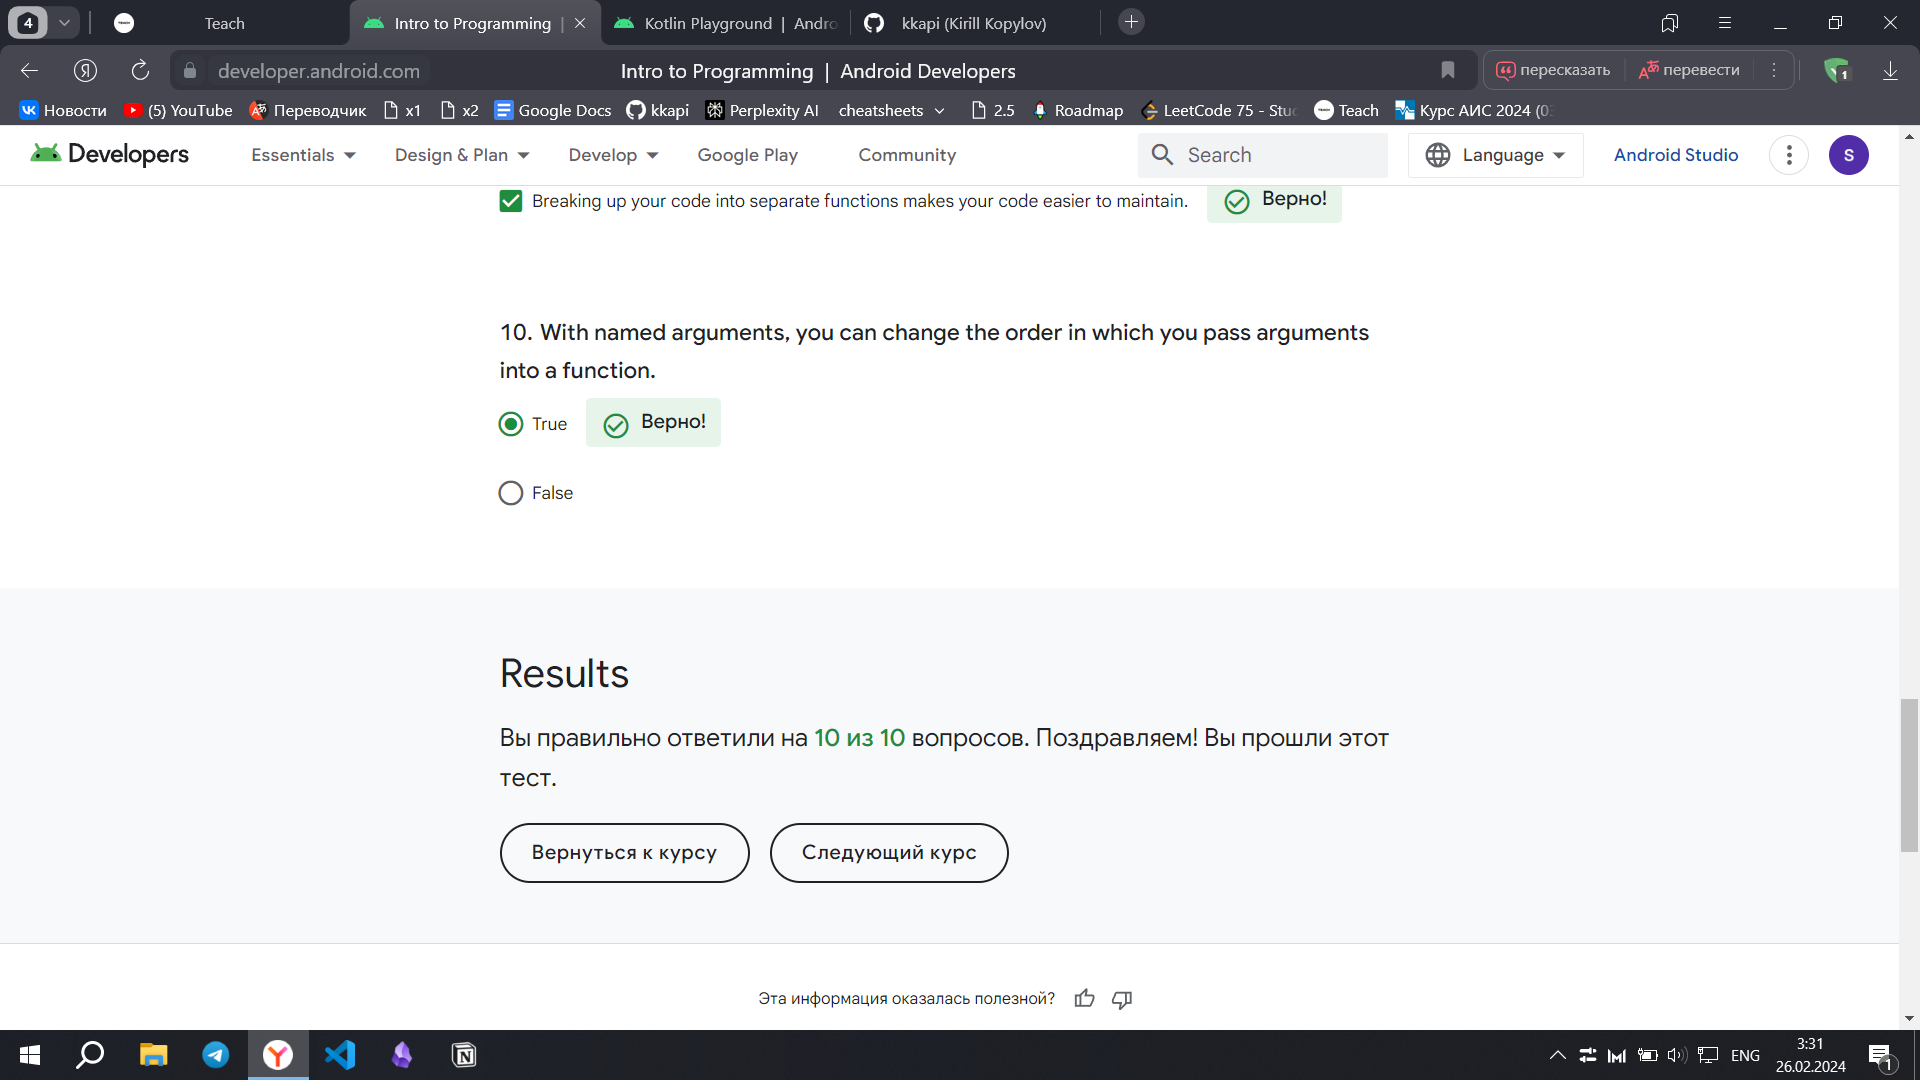 4
Teach
Intro to Programming |
Kotlin Playground | Andro
kkapi (Kirill Kopylov)
developer.android.com
Intro to Programming | Android Developers
пересказать
перевести
1
Новости
(5) YouTube
Переводчик
x1
x2
Google Docs
kkapi
Perplexity AI
cheatsheets
2.5
Roadmap
LeetCode 75 - Stud
Teach
Курс АИС 2024 (03
Developers
Essentials
Design & Plan
Develop
Google Play
Community
Search
Language
Android Studio
S
Breaking up your code into separate functions makes your code easier to maintain.
Верно!
10. With named arguments, you can change the order in which you pass arguments
into a function.
True
Верно!
False
Results
Вы правильно ответили на 10 из 10 вопросов. Поздравляем! Вы прошли этот
тест.
Вернуться к курсу
Следующий курс
Эта информация оказалась полезной?
ENG
3:31
26.02.2024
1